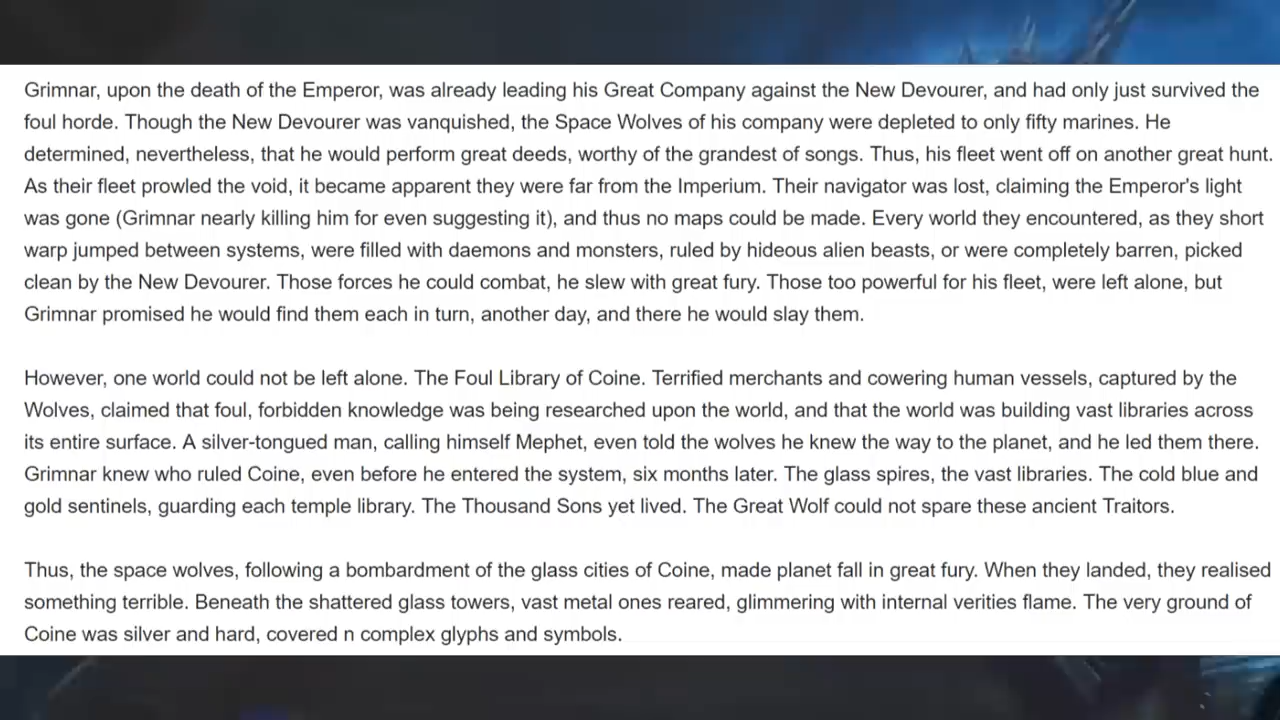 Grimnar, upon the death of the Emperor, was already leading his Great Company against the New Devourer, and had only just survived the
foul horde. Though the New Devourer was vanquished, the Space Wolves of his company were depleted to only fifty marines. He
determined, nevertheless, that he would perform great deeds, worthy of the grandest of songs. Thus, his fleet went off on another great hunt.
As their fleet prowled the void, it became apparent they were far from the Imperium. Their navigator was lost, claiming the Emperor's light
was gone (Grimnar nearly killing him for even suggesting it), and thus no maps could be made. Every world they encountered, as they short
warp jumped between systems, were filled with daemons and monsters, ruled by hideous alien beasts, or were completely barren, picked
clean by the New Devourer. Those forces he could combat, he slew with great fury. Those too powerful for his fleet, were left alone, but
Grimnar promised he would find them each in turn, another day, and there he would slay them.
However, one world could not be left alone. The Foul Library of Coine. Terrified merchants and cowering human vessels, captured by the
Wolves, claimed that foul, forbidden knowledge was being researched upon the world, and that the world was building vast libraries across
its entire surface. A silver-tongued man, calling himself Mephet, even told the wolves he knew the way to the planet, and he led them there.
Grimnar knew who ruled Coine, even before he entered the system, six months later. The glass spires, the vast libraries. The cold blue and
gold sentinels, guarding each temple library. The Thousand Sons yet lived. The Great Wolf could not spare these ancient Traitors.
Thus, the space wolves, following a bombardment of the glass cities of Coine, made planet fall in great fury. When they landed, they realised
something terrible. Beneath the shattered glass towers, vast metal ones reared, glimmering with internal verities flame. The very ground of
Coine was silver and hard, covered n complex glyphs and symbols.